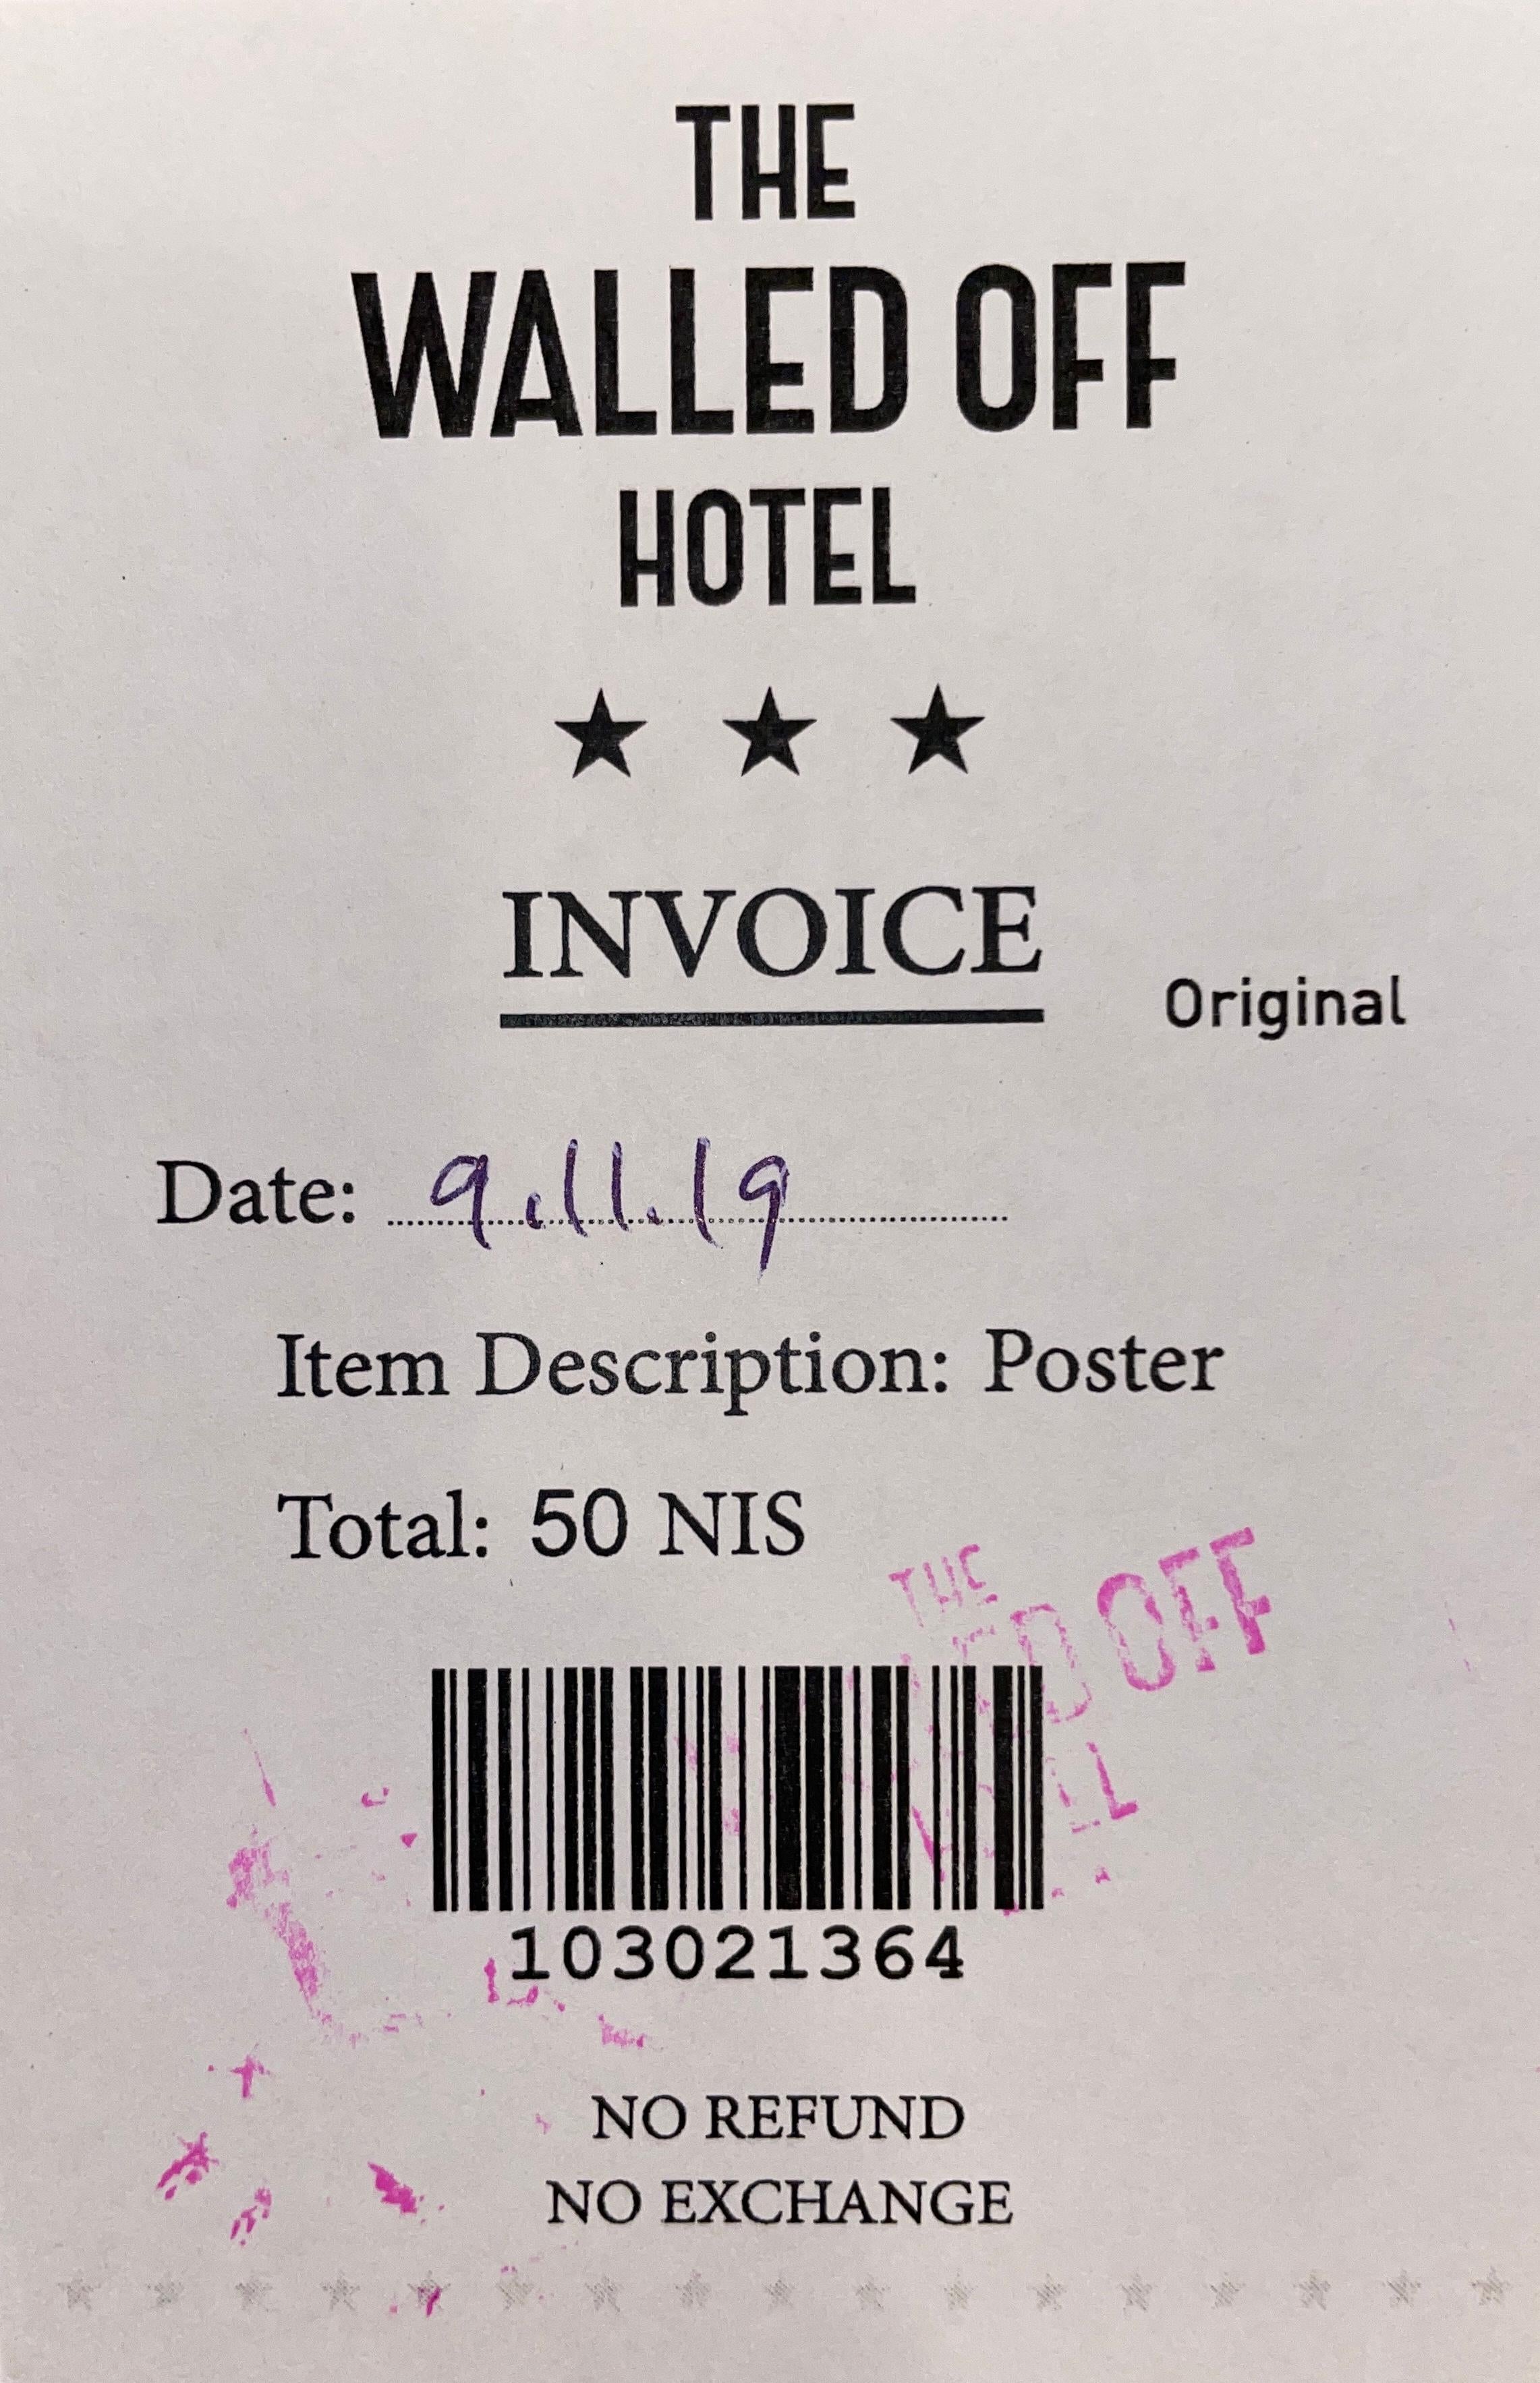 THE
WALLED OFF
HOTEL
INVOICE
Original
Date: 9.11.19
Item Description: Poster
Total: 50 NIS
THE
OFF
103021364
NO REFUND
NO EXCHANGE